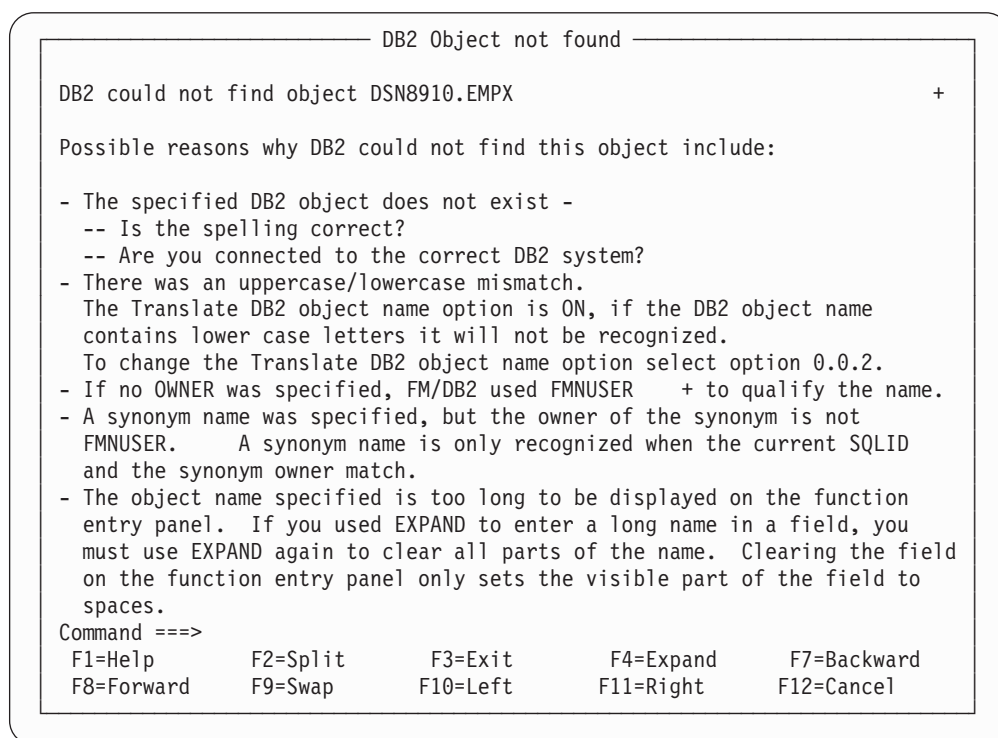 DB2 Object not found
DB2 could not find object DSN8910.EMPX +
Possible reasons why DB2 could not find this object include:
- The specified DB2 object does not exist -
-- Is the spelling correct?
-- Are you connected to the correct DB2 system?
- There was an uppercase/lowercase mismatch.
The Translate DB2 object name option is ON, if the DB2 object name
contains lower case letters it will not be recognized.
To change the Translate DB2 object name option select option 0.0.2.
- If no OWNER was specified, FM/DB2 used FMNUSER + to qualify the name.
- A synonym name was specified, but the owner of the synonym is not
FMNUSER. A synonym name is only recognized when the current SQLID
and the synonym owner match.
- The object name specified is too long to be displayed on the function
entry panel. If you used EXPAND to enter a long name in a field, you
must use EXPAND again to clear all parts of the name. Clearing the field
on the function entry panel only sets the visible part of the field to
spaces.
Command ===>
F1=Help F2=Split F3=Exit F4=Expand F7=Backward
F8=Forward F9=Swap F10=Left F11=Right F12=Cancel